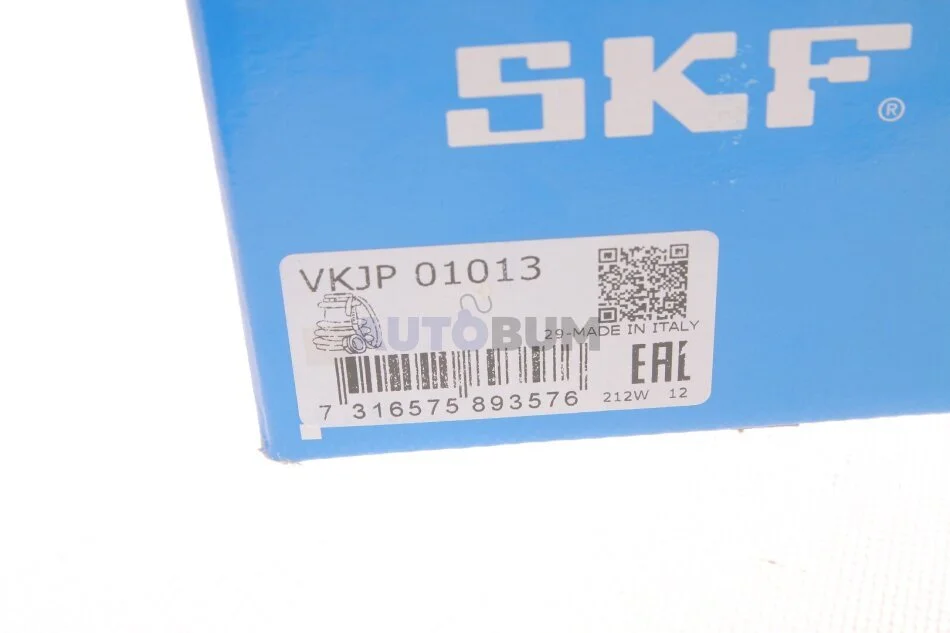 SKF®
VKJP 01013
AUTOBUM
29-MADE IN ITALY
EAC
7 316575 893576
212W 12